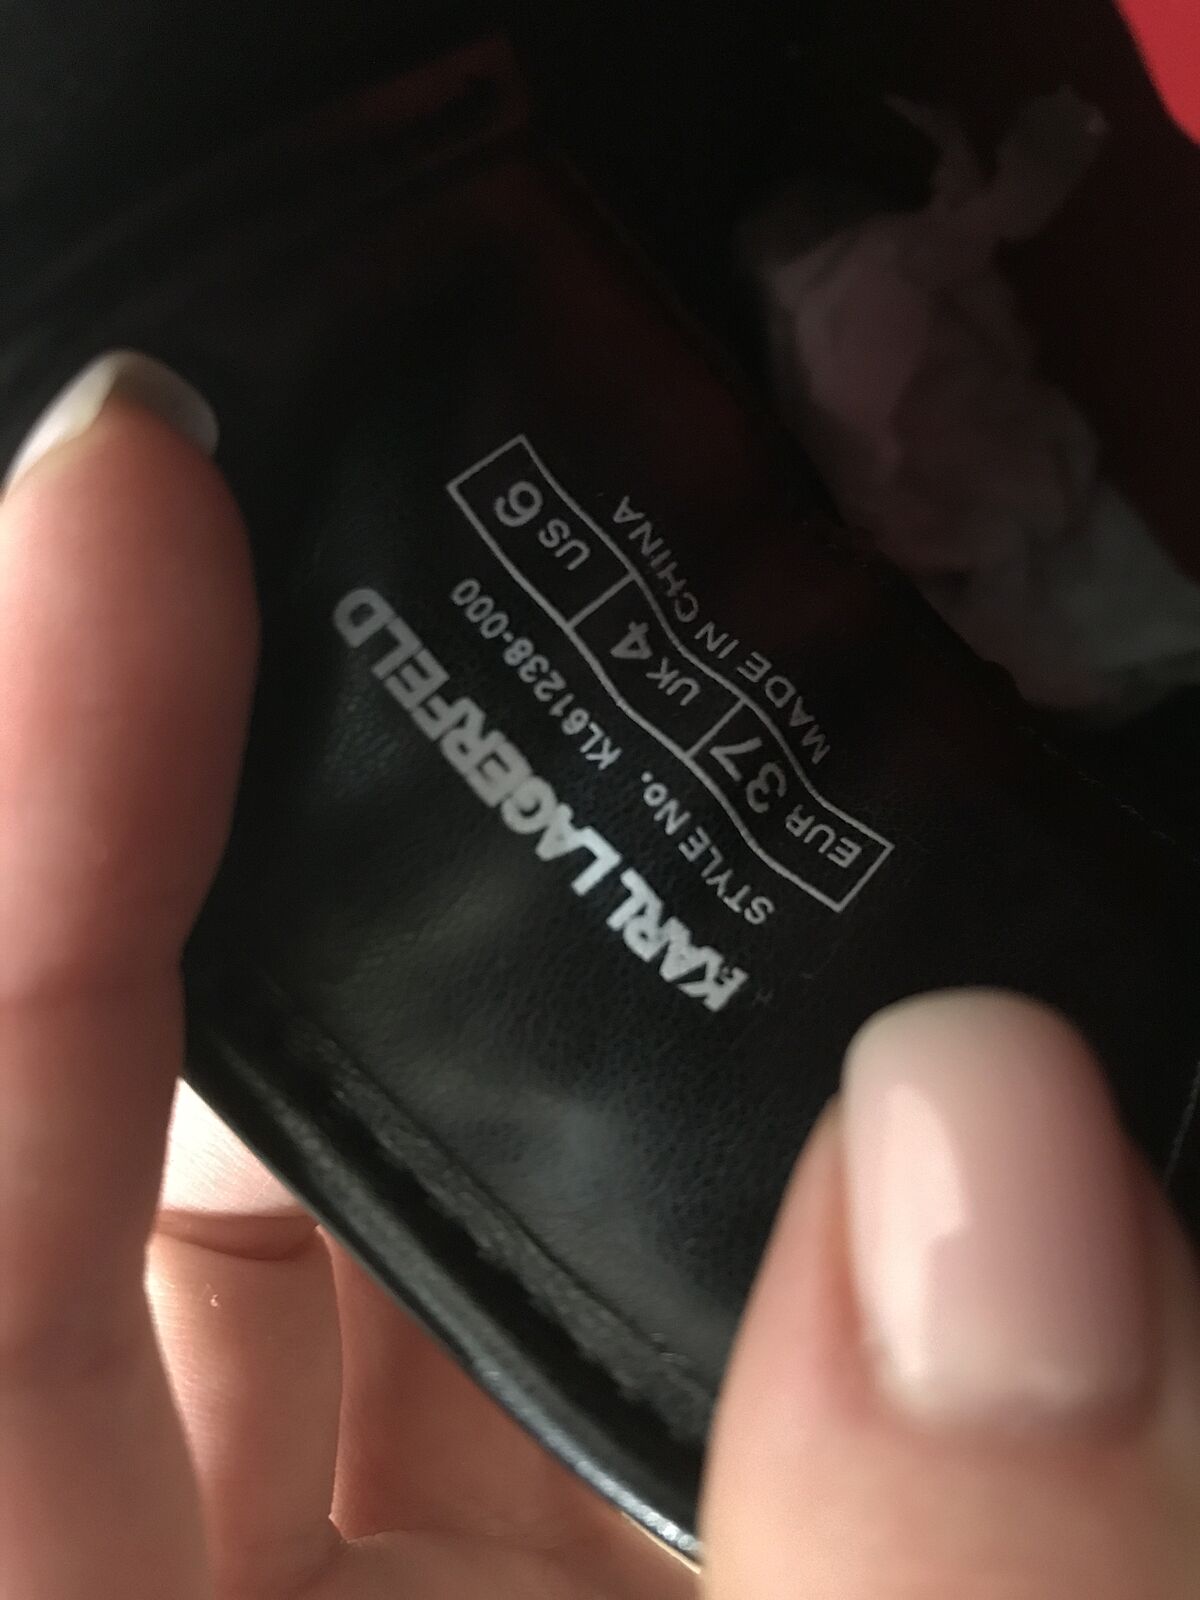 KARL LAGERFELD
STYLE No. KL61238-000
EUR 37 UK 4 US 6
MADE IN CHINA